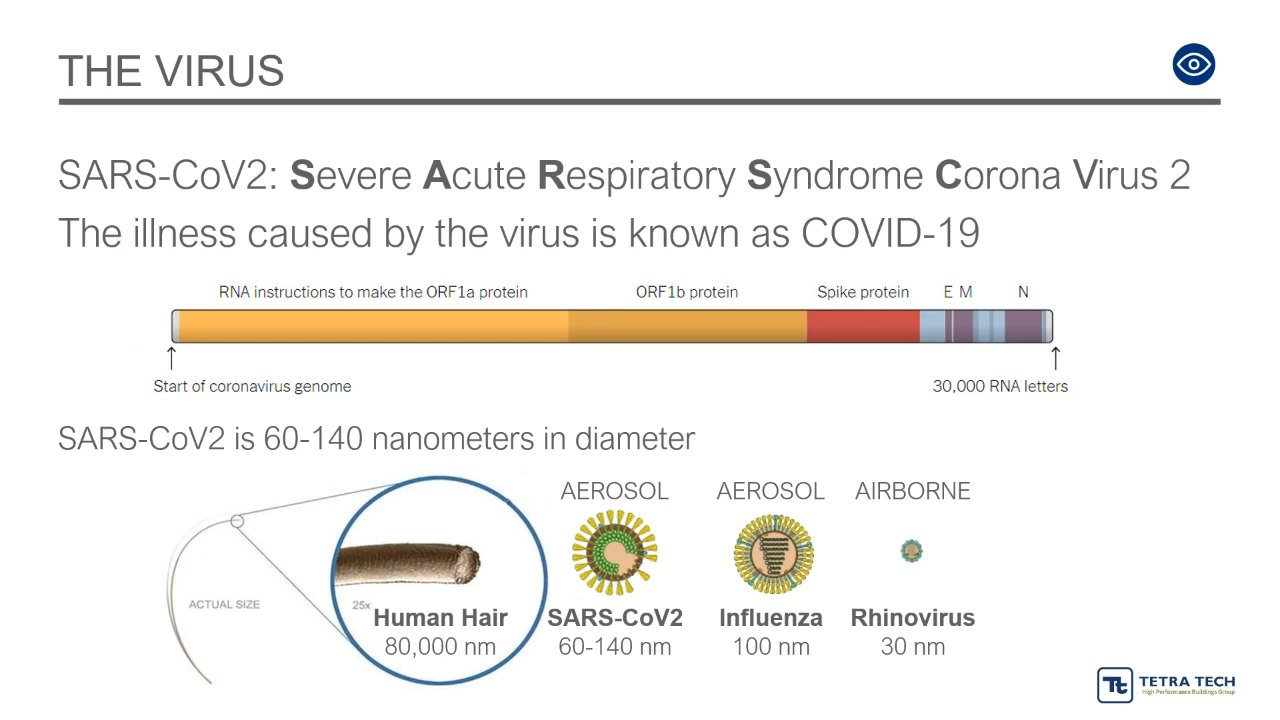 THE VIRUS
SARS-CoV2: Severe Acute Respiratory Syndrome Corona Virus 2
The illness caused by the virus is known as COVID-19
RNA instructions to make the ORF1a protein ORF1b protein Spike protein E M N
Start of coronavirus genome 30,000 RNA letters
SARS-CoV2 is 60-140 nanometers in diameter
AEROSOL AEROSOL AIRBORNE
ACTUAL SIZE 25x
Human Hair SARS-CoV2 Influenza Rhinovirus
80,000 nm 60-140 nm 100 nm 30 nm
Tt TETRA TECH
High Performance Buildings Group